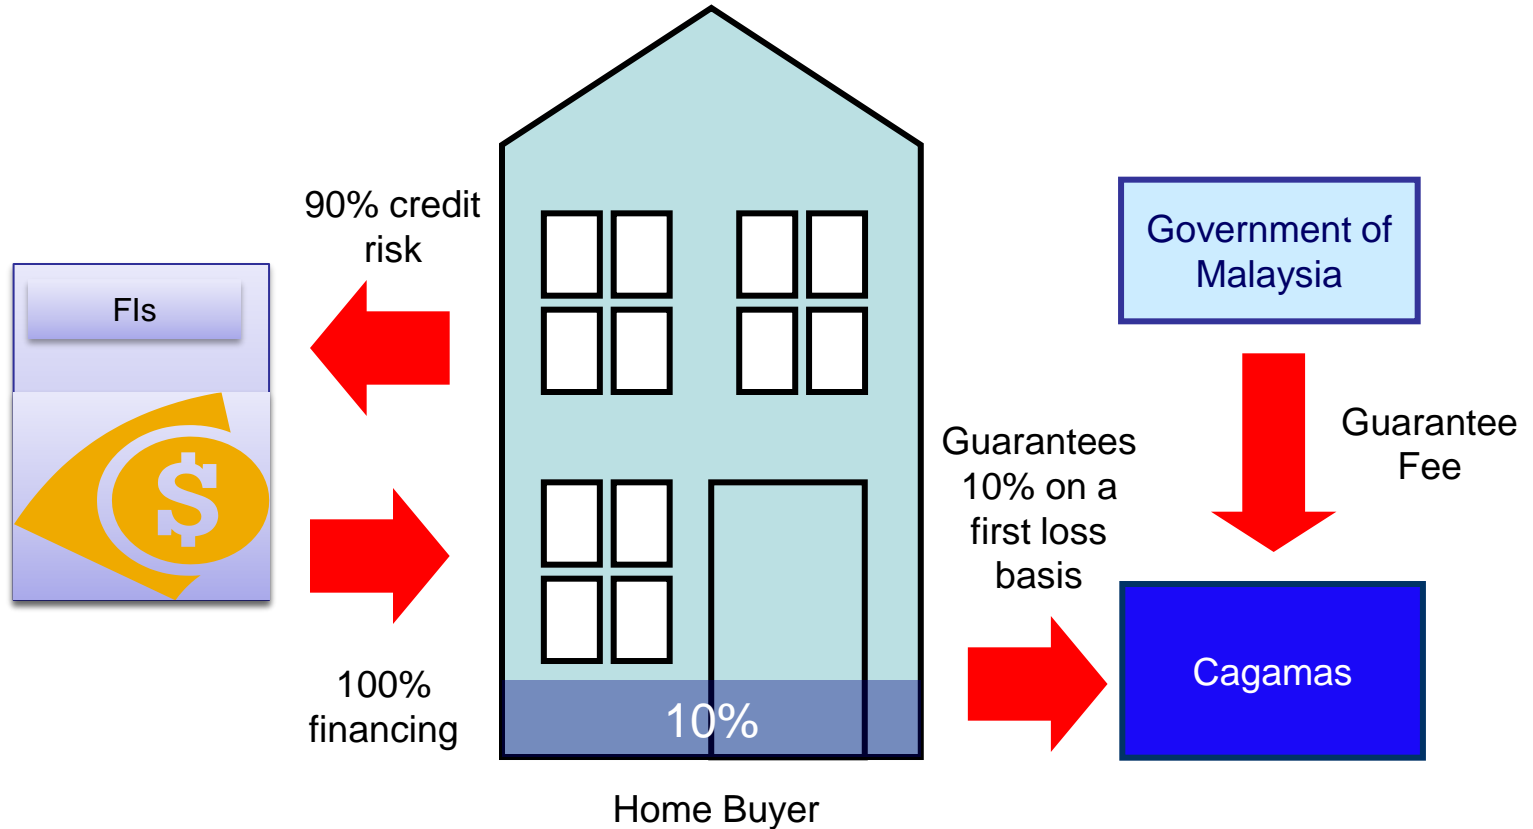 90% credit
risk
FIs
$
100%
financing
10%
Home Buyer
Guarantees
10% on a
first loss
basis
Government of
Malaysia
Guarantee
Fee
Cagamas